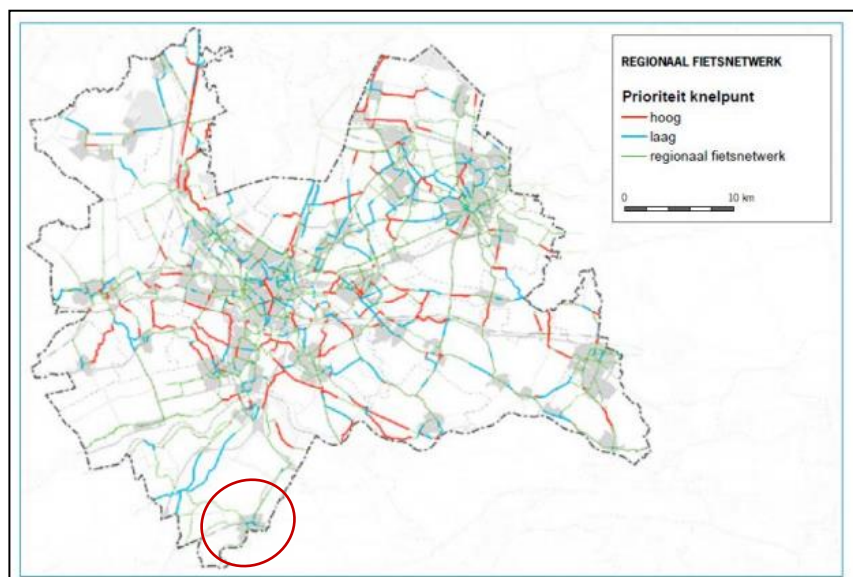 REGIONAAL FIETSNETWERK
Prioriteit knelpunt
hoog
laag
regionaal fietsnetwerk
0 10 km